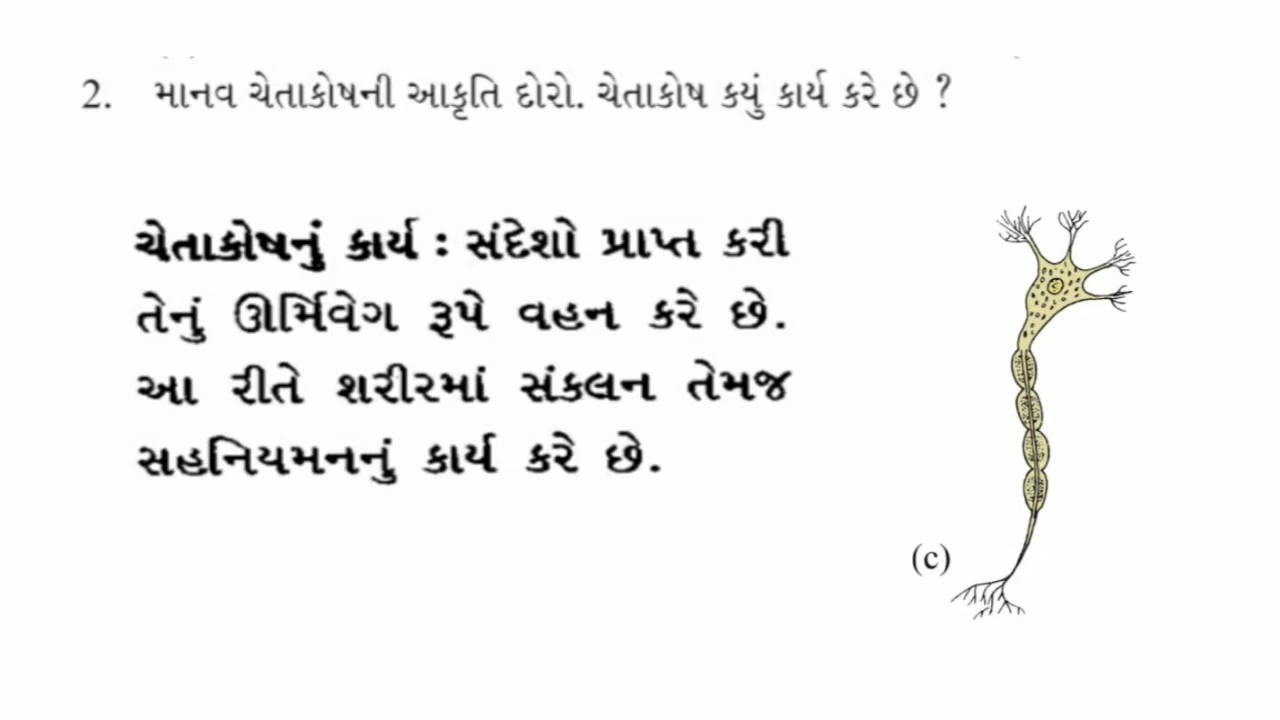 2. માનવ ચેતાકોષની આકૃતિ દોરો. ચેતાકોષ કયું કાર્ય કરે છે ?
ચેતાકોષનું કાર્ય : સંદેશો પ્રાપ્ત કરી
તેનું ઊર્મિવેગ રૂપે વહન કરે છે.
આ રીતે શરીરમાં સંકલન તેમજ
સહનિયમનનું કાર્ય કરે છે.
(c)